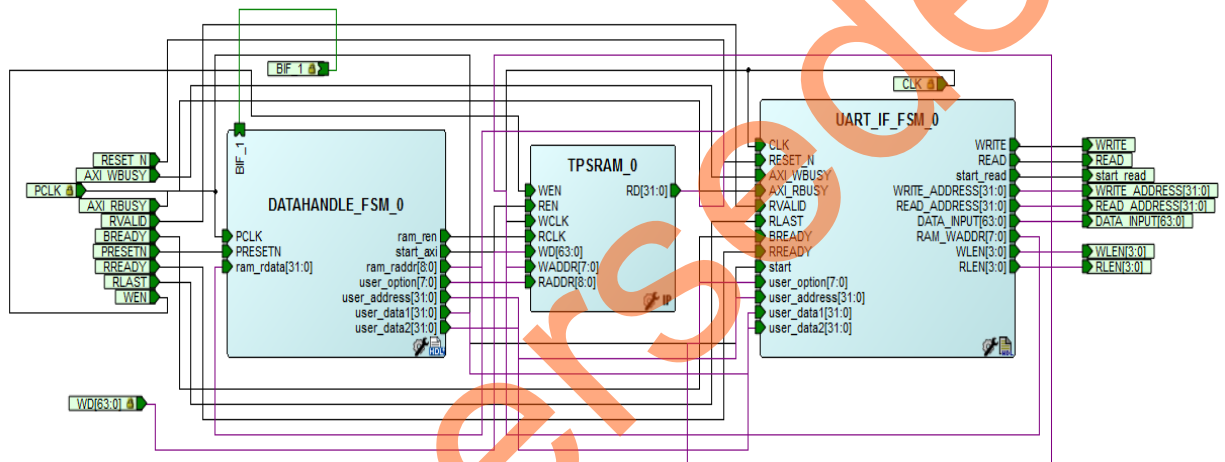 BIF_1
CLK
RESET_N
AXI_WBUSY
PCLK
AXI_RBUSY
RVALID
BREADY
PRESETN
RREADY
RLAST
WEN
WD[63:0]
BIF_1
DATAHANDLE_FSM_0
PCLK
PRESETN
ram_rdata[31:0]
ram_ren
start_axi
ram_raddr[8:0]
user_option[7:0]
user_address[31:0]
user_data1[31:0]
user_data2[31:0]
HDL
TPSRAM_0
WEN
REN
WCLK
RCLK
WD[63:0]
WADDR[7:0]
RADDR[8:0]
RD[31:0]
IP
UART_IF_FSM_0
CLK
RESET_N
AXI_WBUSY
AXI_RBUSY
RVALID
RLAST
BREADY
RREADY
start
user_option[7:0]
user_address[31:0]
user_data1[31:0]
user_data2[31:0]
WRITE
READ
start_read
WRITE_ADDRESS[31:0]
READ_ADDRESS[31:0]
DATA_INPUT[63:0]
RAM_WADDR[7:0]
WLEN[3:0]
RLEN[3:0]
HDL
WRITE
READ
start_read
WRITE_ADDRESS[31:0]
READ_ADDRESS[31:0]
DATA_INPUT[63:0]
WLEN[3:0]
RLEN[3:0]
ersede